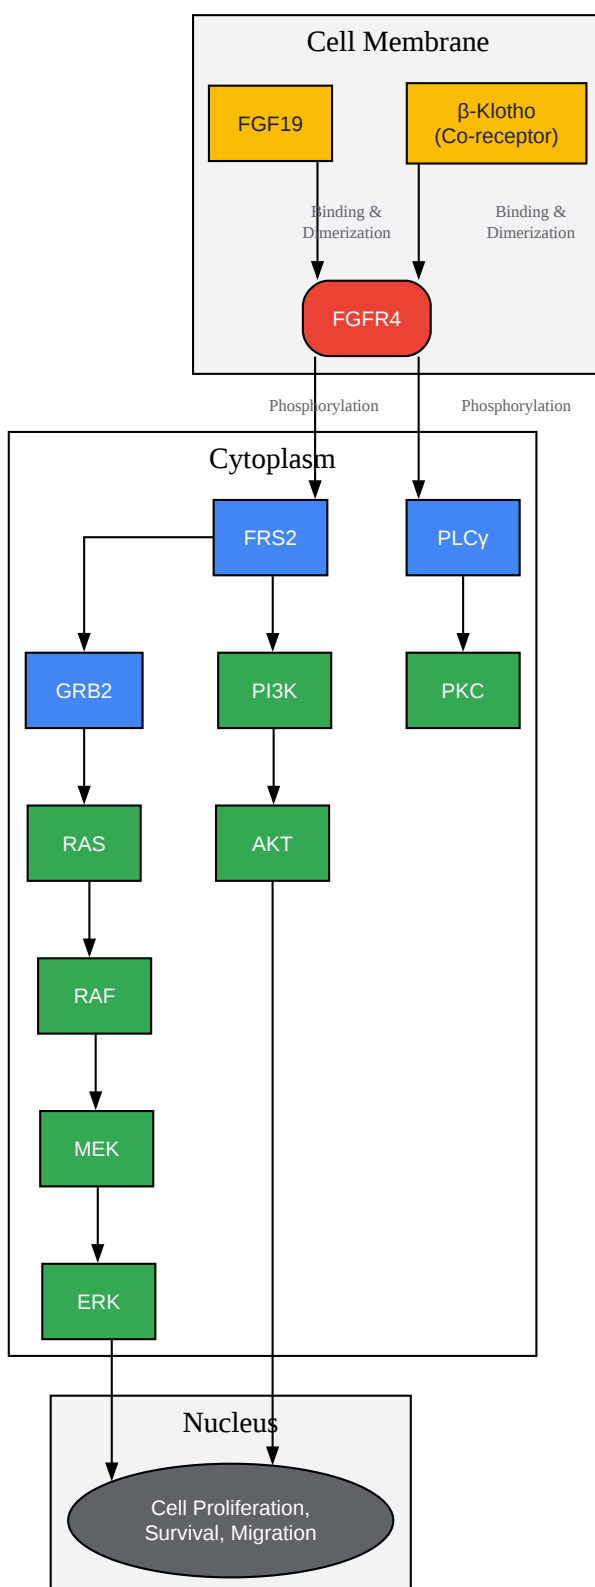 Cell Membrane
FGF19
β-Klotho
(Co-receptor)
Binding &
Dimerization
Binding &
Dimerization
FGFR4
Phosphorylation
Phosphorylation
Cytoplasm
FRS2
PLCγ
GRB2
PI3K
PKC
RAS
AKT
RAF
MEK
ERK
Nucleus
Cell Proliferation,
Survival, Migration